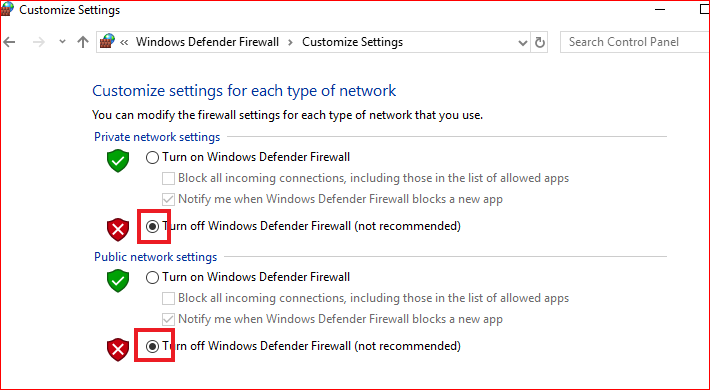 Customize Settings
« Windows Defender Firewall > Customize Settings
Search Control Panel
Customize settings for each type of network
You can modify the firewall settings for each type of network that you use.
Private network settings
Turn on Windows Defender Firewall
Block all incoming connections, including those in the list of allowed apps
Notify me when Windows Defender Firewall blocks a new app
Turn off Windows Defender Firewall (not recommended)
Public network settings
Turn on Windows Defender Firewall
Block all incoming connections, including those in the list of allowed apps
Notify me when Windows Defender Firewall blocks a new app
Turn off Windows Defender Firewall (not recommended)